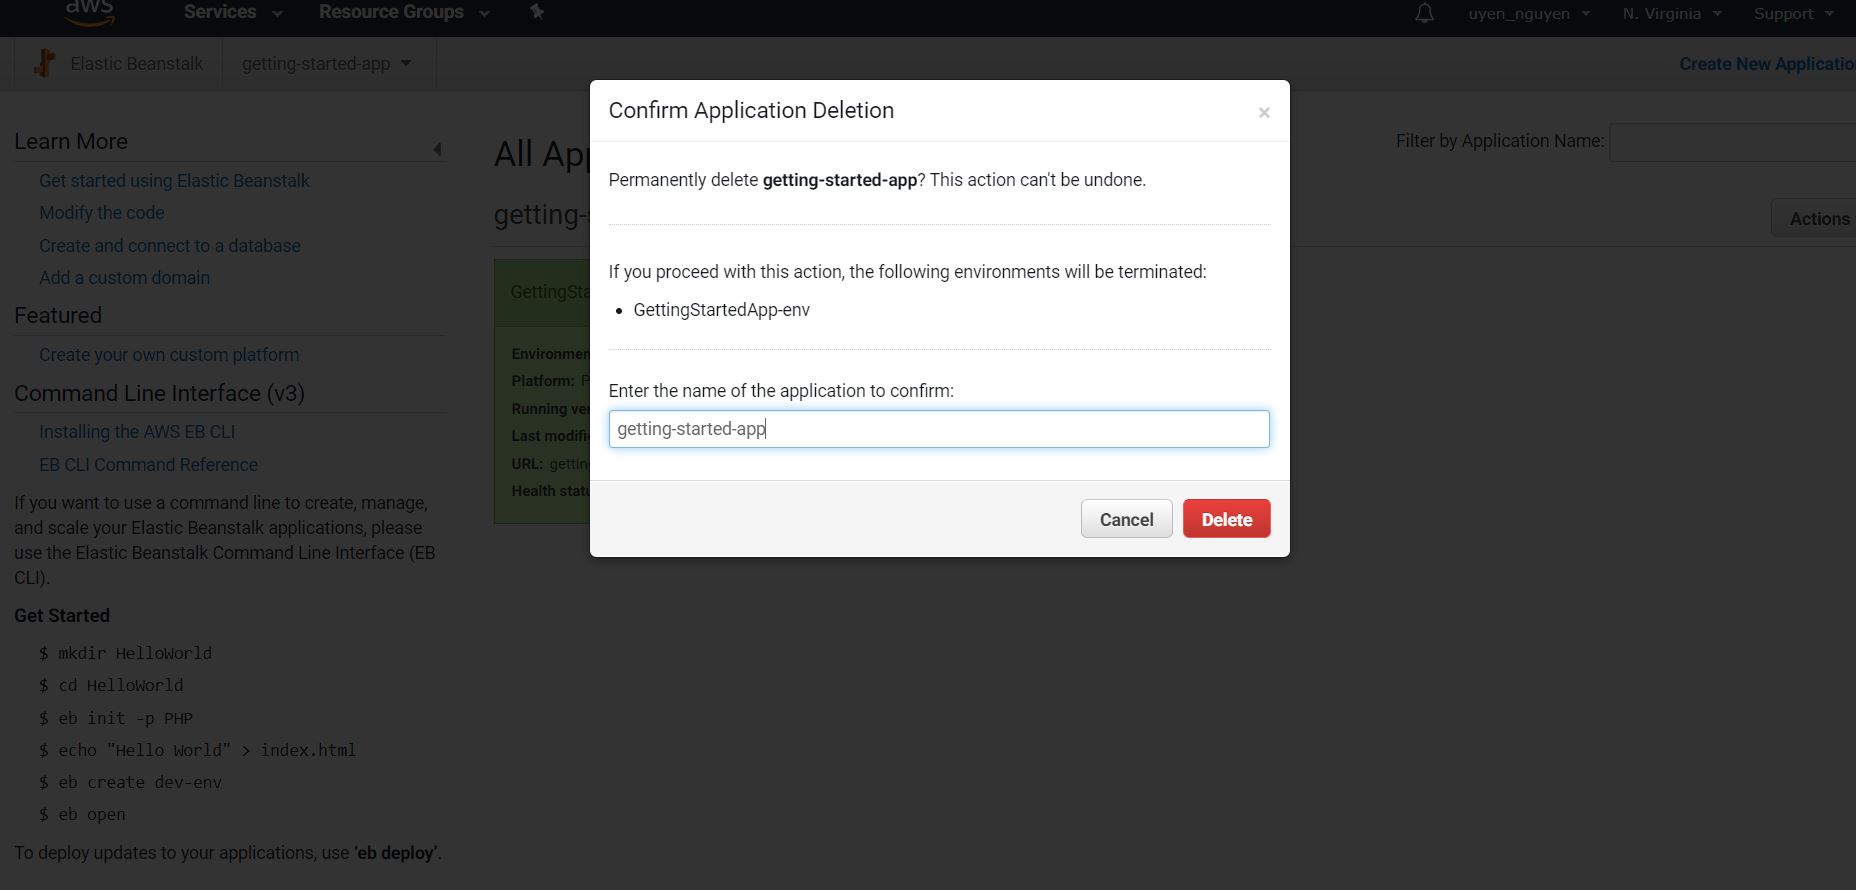 aws
Services
Resource Groups
uyen_nguyen
N. Virginia
Support
Elastic Beanstalk
getting-started-app
Create New Applicatio
Learn More
Get started using Elastic Beanstalk
Modify the code
Create and connect to a database
Add a custom domain
Featured
Create your own custom platform
Command Line Interface (v3)
Installing the AWS EB CLI
EB CLI Command Reference
If you want to use a command line to create, manage,
and scale your Elastic Beanstalk applications, please
use the Elastic Beanstalk Command Line Interface (EB
CLI).
Get Started
$ mkdir HelloWorld
$ cd HelloWorld
$ eb init -p PHP
$ echo "Hello World" > index.html
$ eb create dev-env
$ eb open
To deploy updates to your applications, use 'eb deploy'.
All App
Filter by Application Name:
getting-s
Actions
GettingSta
Environmen
Platform: P
Running ver
Last modifi
URL: gettin
Health statu
Confirm Application Deletion
×
Permanently delete getting-started-app? This action can't be undone.
If you proceed with this action, the following environments will be terminated:
• GettingStartedApp-env
Enter the name of the application to confirm:
getting-started-app
Cancel
Delete